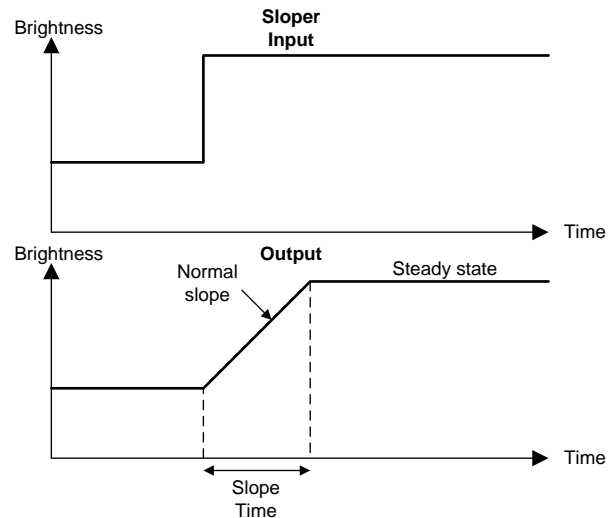 Sloper
Input
Brightness
Time
Output
Brightness
Normal
slope
Steady state
Time
Slope
Time